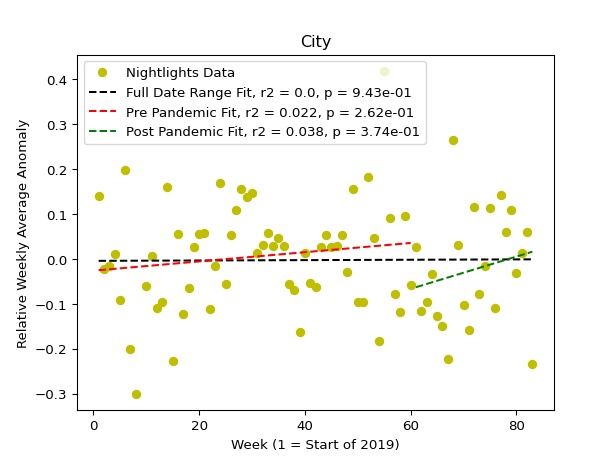 City
Nightlights Data
Full Date Range Fit, r2 = 0.0, p = 9.43e-01
Pre Pandemic Fit, r2 = 0.022, p = 2.62e-01
Post Pandemic Fit, r2 = 0.038, p = 3.74e-01
Relative Weekly Average Anomaly
0.4
0.3
0.2
0.1
0.0
−0.1
−0.2
−0.3
0 20 40 60 80
Week (1 = Start of 2019)